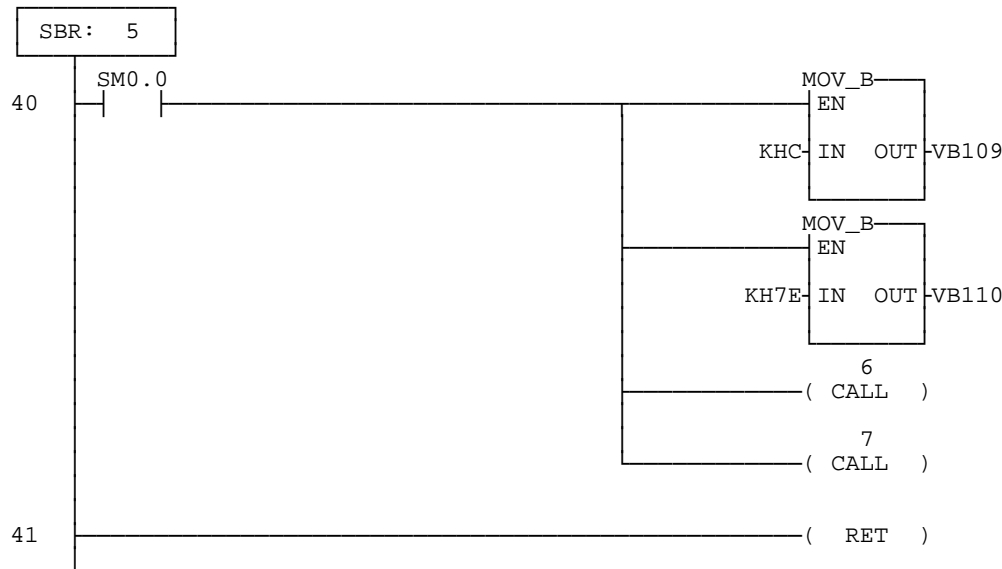 SBR: 5
SM0.0
MOV_B
40
EN
KHC IN OUT VB109
MOV_B
EN
KH7E IN OUT VB110
6
( CALL )
7
( CALL )
41 ( RET )